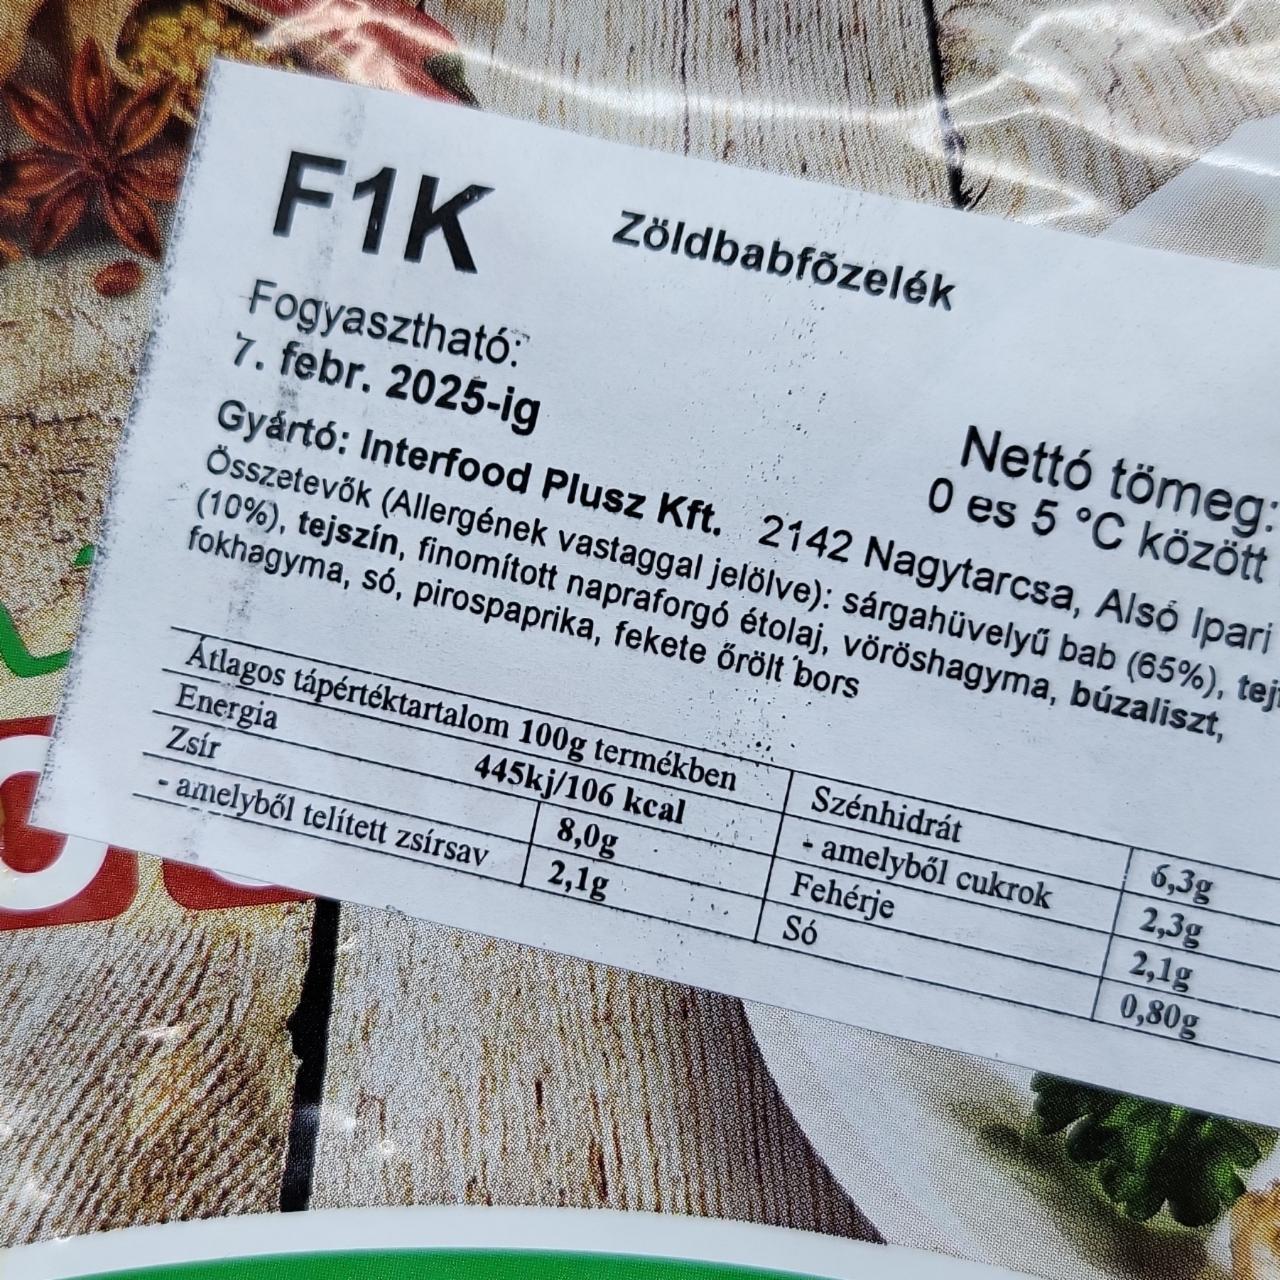 F1K
Zöldbabfõzelék
Fogyasztható:
7. febr. 2025-ig
Nettó tömeg:
0 es 5 °C között
Gyártó: Interfood Plusz Kft. 2142 Nagytarcsa, Alsó Ipari
Összetevők (Allergének vastaggal jelölve): sárgahüvelyű bab (65%),
(10%), tejszín, finomított napraforgó étolaj, vöröshagyma, búzaliszt,
fokhagyma, só, pirospaprika, fekete őrölt bors
Átlagos tápértéktartalom 100g termékben
Energia 445kj/106 kcal
Zsír 8,0g
- amelyből telített zsírsav 2,1g
Szénhidrát 6,3g
- amelyből cukrok 2,3g
Fehérje 2,1g
Só 0,80g